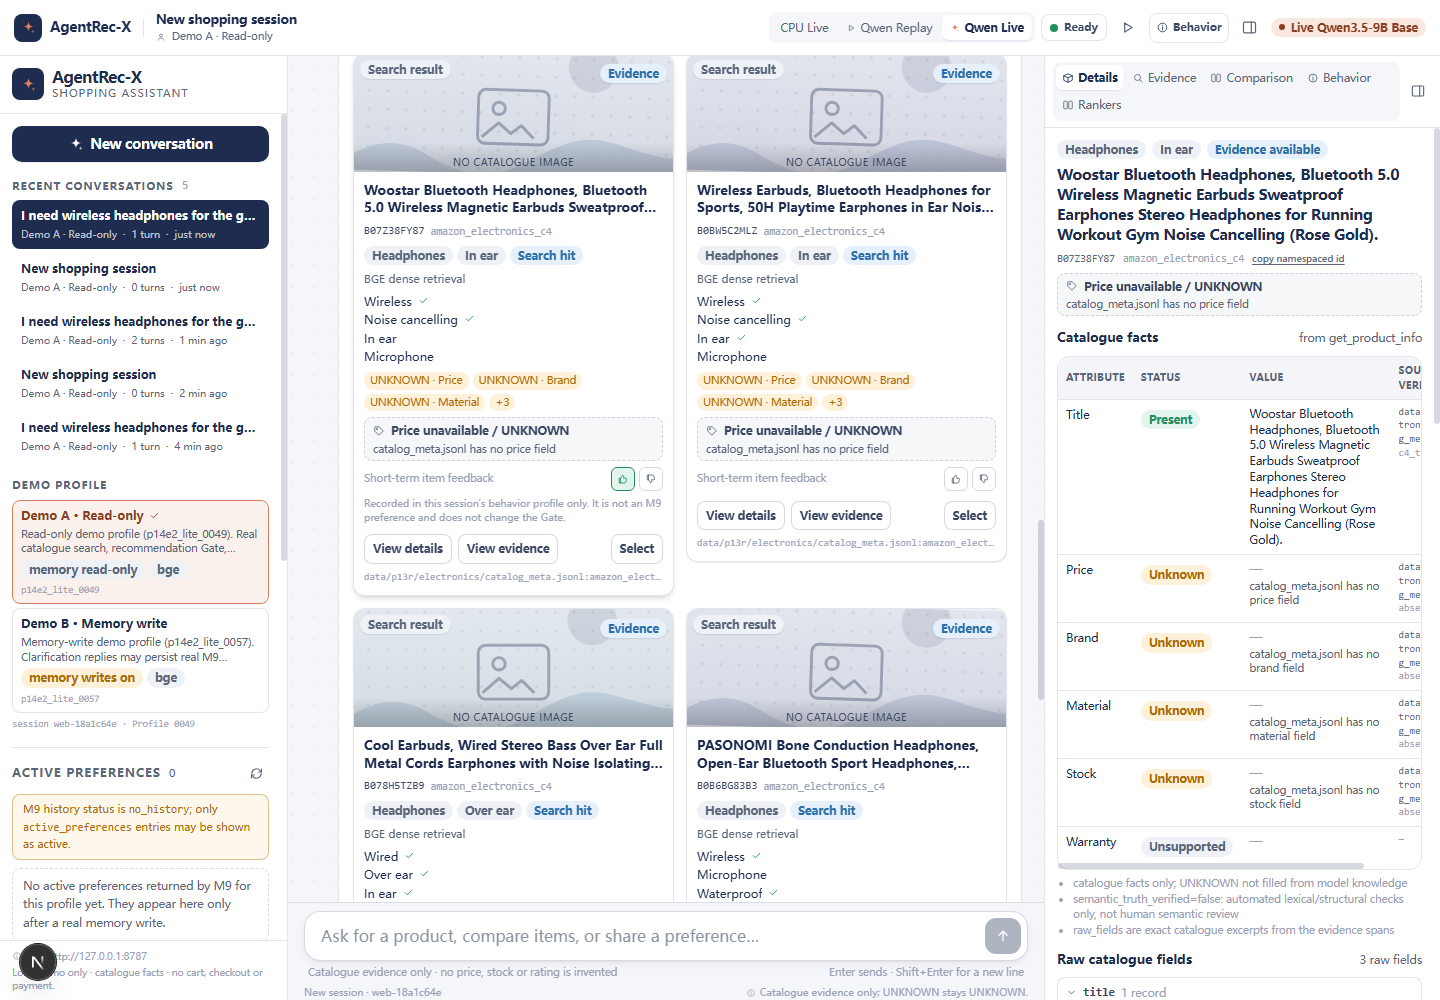 AgentRec-X
New shopping session
Demo A · Read-only
CPU Live
Qwen Replay
Qwen Live
Ready
Behavior
Live Qwen3.5-9B Base
AgentRec-X
SHOPPING ASSISTANT
New conversation
RECENT CONVERSATIONS 5
I need wireless headphones for the g...
Demo A · Read-only · 1 turn · just now
New shopping session
Demo A · Read-only · 0 turns · just now
I need wireless headphones for the g...
Demo A · Read-only · 2 turns · 1 min ago
New shopping session
Demo A · Read-only · 0 turns · 2 min ago
I need wireless headphones for the g...
Demo A · Read-only · 1 turn · 4 min ago
DEMO PROFILE
Demo A • Read-only
Read-only demo profile (p14e2_lite_0049). Real
catalogue search, recommendation Gate,...
memory read-only bge
p14e2_lite_0049
Demo B • Memory write
Memory-write demo profile (p14e2_lite_0057).
Clarification replies may persist real M9...
memory writes on bge
p14e2_lite_0057
session web-18a1c64e · Profile 0049
ACTIVE PREFERENCES 0
M9 history status is no_history; only
active_preferences entries may be shown
as active.
No active preferences returned by M9 for
this profile yet. They appear here only
after a real memory write.
http://127.0.0.1:8787
no only · catalogue facts · no cart, checkout or
payment.
N
Search result
Evidence
NO CATALOGUE IMAGE
Woostar Bluetooth Headphones, Bluetooth
5.0 Wireless Magnetic Earbuds Sweatproof...
B07Z38FY87 amazon_electronics_c4
Headphones In ear Search hit
BGE dense retrieval
Wireless
Noise cancelling
In ear
Microphone
UNKNOWN · Price UNKNOWN · Brand
UNKNOWN · Material +3
Price unavailable / UNKNOWN
catalog_meta.jsonl has no price field
Short-term item feedback
Recorded in this session's behavior profile only. It is not an M9
preference and does not change the Gate.
View details View evidence Select
data/p13r/electronics/catalog_meta.jsonl:amazon_elect...
Search result
Evidence
NO CATALOGUE IMAGE
Wireless Earbuds, Bluetooth Headphones for
Sports, 50H Playtime Earphones in Ear Nois...
B0BW5C2MLZ amazon_electronics_c4
Headphones In ear Search hit
BGE dense retrieval
Wireless
Noise cancelling
In ear
Microphone
UNKNOWN · Price UNKNOWN · Brand
UNKNOWN · Material +3
Price unavailable / UNKNOWN
catalog_meta.jsonl has no price field
Short-term item feedback
View details View evidence Select
data/p13r/electronics/catalog_meta.jsonl:amazon_elect...
Search result
Evidence
NO CATALOGUE IMAGE
Cool Earbuds, Wired Stereo Bass Over Ear Full
Metal Cords Earphones with Noise Isolating...
B078H5TZB9 amazon_electronics_c4
Headphones Over ear Search hit
BGE dense retrieval
Wired
Over ear
In ear
Search result
Evidence
NO CATALOGUE IMAGE
PASONOMI Bone Conduction Headphones,
Open-Ear Bluetooth Sport Headphones,...
B0B6BG83B3 amazon_electronics_c4
Headphones Search hit
BGE dense retrieval
Wireless
Microphone
Waterproof
Ask for a product, compare items, or share a preference...
Catalogue evidence only · no price, stock or rating is invented
Enter sends · Shift+Enter for a new line
New session · web-18a1c64e
Catalogue evidence only; UNKNOWN stays UNKNOWN.
Details
Evidence
Comparison
Behavior
Rankers
Headphones In ear Evidence available
Woostar Bluetooth Headphones, Bluetooth 5.0
Wireless Magnetic Earbuds Sweatproof
Earphones Stereo Headphones for Running
Workout Gym Noise Cancelling (Rose Gold).
B07Z38FY87 amazon_electronics_c4 copy namespaced id
Price unavailable / UNKNOWN
catalog_meta.jsonl has no price field
Catalogue facts from get_product_info
ATTRIBUTE STATUS VALUE
Title Present
Woostar Bluetooth
Headphones, Bluetooth
5.0 Wireless Magnetic
Earbuds Sweatproof
Earphones Stereo
Headphones for
Running Workout Gym
Noise Cancelling (Rose
Gold).
Price Unknown —
catalog_meta.jsonl has no
price field
Brand Unknown —
catalog_meta.jsonl has no
brand field
Material Unknown —
catalog_meta.jsonl has no
material field
Stock Unknown —
catalog_meta.jsonl has no
stock field
Warranty Unsupported — –
• catalogue facts only; UNKNOWN not filled from model knowledge
• semantic_truth_verified=false: automated lexical/structural checks
only, not human semantic review
• raw_fields are exact catalogue excerpts from the evidence spans
Raw catalogue fields 3 raw fields
title 1 record